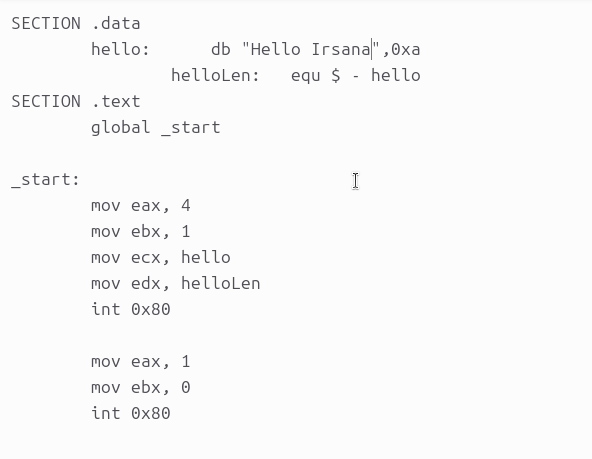 SECTION .data
hello: db "Hello Irsana",0xa
helloLen: equ $ - hello
SECTION .text
global _start
_start:
mov eax, 4
mov ebx, 1
mov ecx, hello
mov edx, helloLen
int 0x80
mov eax, 1
mov ebx, 0
int 0x80